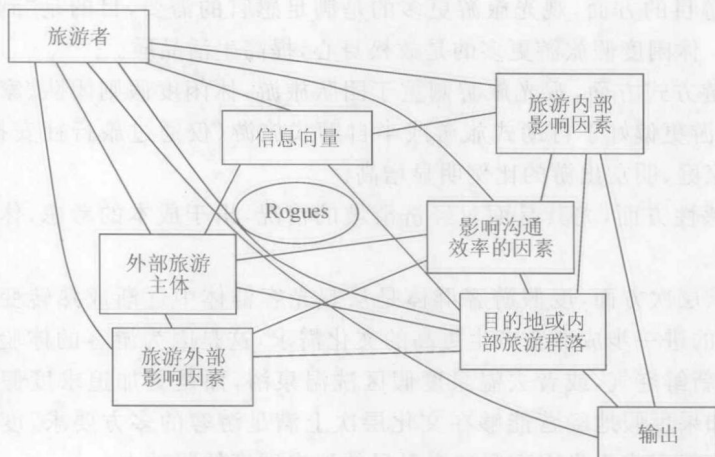 旅游者
旅游内部
影响因素
信息向量
Rogues
影响沟通
效率的因素
外部旅游
主体
目的地或内
部旅游群落
旅游外部
影响因素
输出